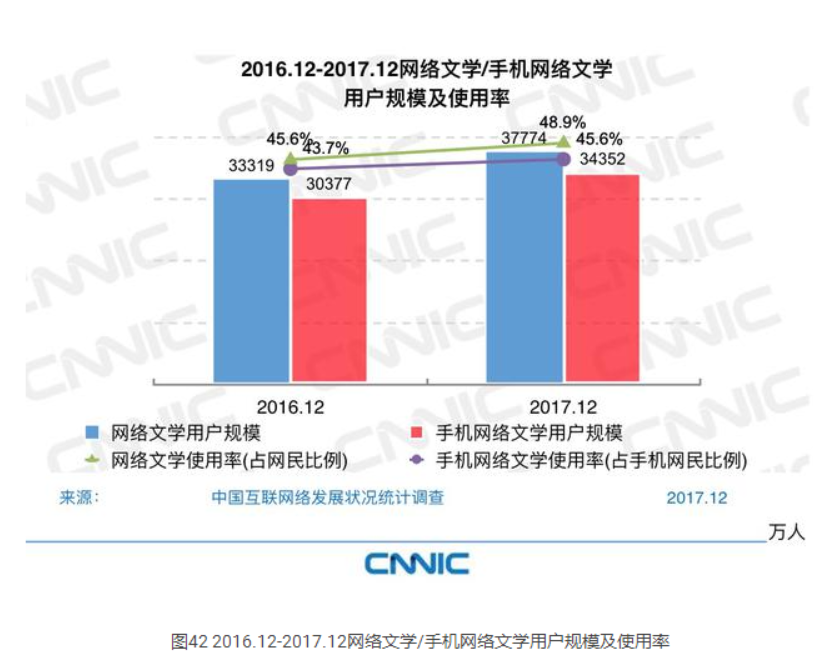 2016.12-2017.12网络文学/手机网络文学
用户规模及使用率
48.9%
45.6%
43.7%
37774
45.6%
33319
34352
30377
2016.12
2017.12
网络文学用户规模
手机网络文学用户规模
网络文学使用率(占网民比例)
手机网络文学使用率(占手机网民比例)
来源：
中国互联网络发展状况统计调查
2017.12
万人
CNNIC
图42 2016.12-2017.12网络文学/手机网络文学用户规模及使用率